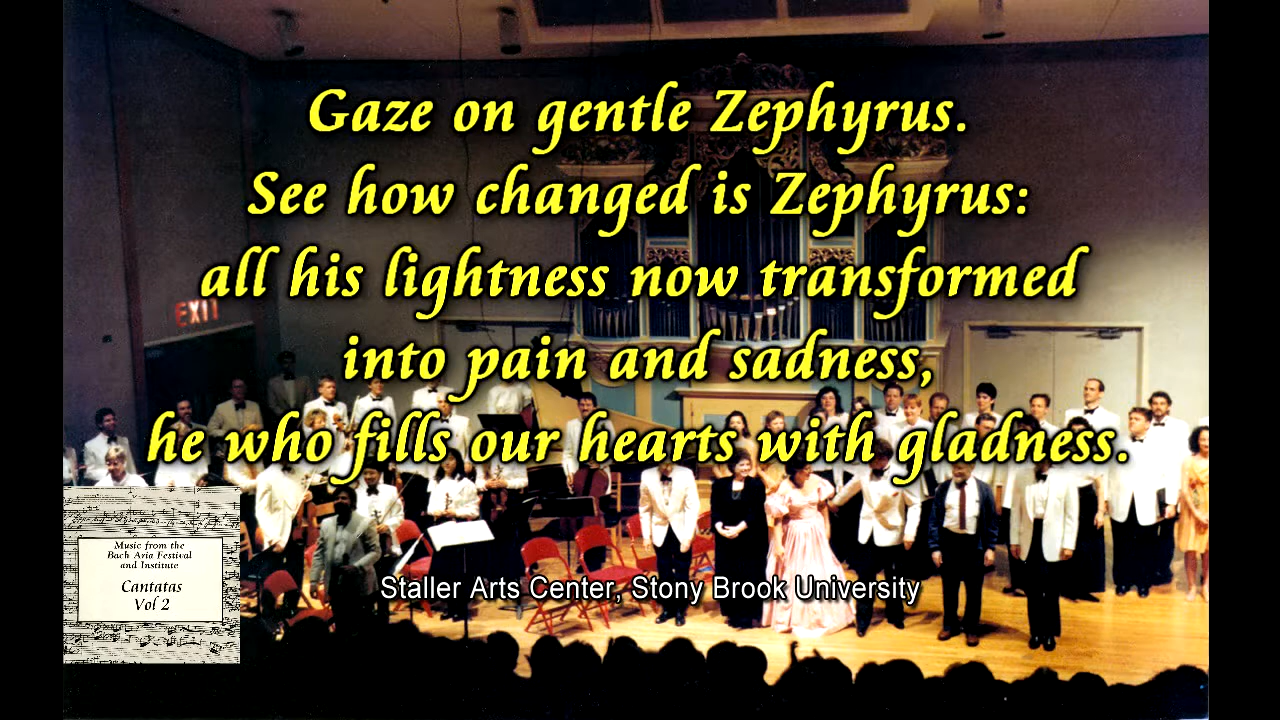 Gaze on gentle Zephyrus.
See how changed is Zephyrus:
all his lightness now transformed
into pain and sadness,
he who fills our hearts with gladness.
EXIT
Music from the
Bach Aria Festival
and Institute
Cantatas
Vol 2
Staller Arts Center, Stony Brook University